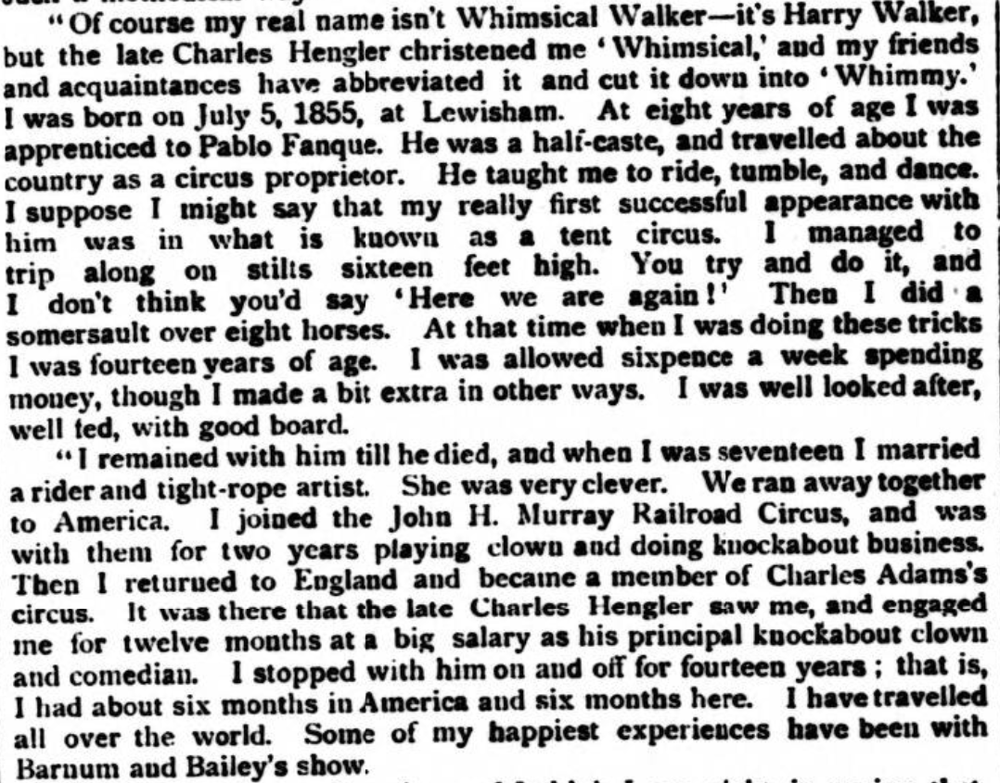 "Of course my real name isn't Whimsical Walker—it's Harry Walker,
but the late Charles Hengler christened me 'Whimsical,' and my friends
and acquaintances have abbreviated it and cut it down into 'Whimmy.'
I was born on July 5, 1855, at Lewisham. At eight years of age I was
apprenticed to Pablo Fanque. He was a half-caste, and travelled about the
country as a circus proprietor. He taught me to ride, tumble, and dance.
I suppose I might say that my really first successful appearance with
him was in what is known as a tent circus. I managed to
trip along on stilts sixteen feet high. You try and do it, and
I don't think you'd say 'Here we are again!' Then I did a
somersault over eight horses. At that time when I was doing these tricks
I was fourteen years of age. I was allowed sixpence a week spending
money, though I made a bit extra in other ways. I was well looked after,
well fed, with good board.
"I remained with him till he died, and when I was seventeen I married
a rider and tight-rope artist. She was very clever. We ran away together
to America. I joined the John H. Murray Railroad Circus, and was
with them for two years playing clown and doing knockabout business.
Then I returned to England and became a member of Charles Adams's
circus. It was there that the late Charles Hengler saw me, and engaged
me for twelve months at a big salary as his principal knockabout clown
and comedian. I stopped with him on and off for fourteen years; that is,
I had about six months in America and six months here. I have travelled
all over the world. Some of my happiest experiences have been with
Barnum and Bailey's show.